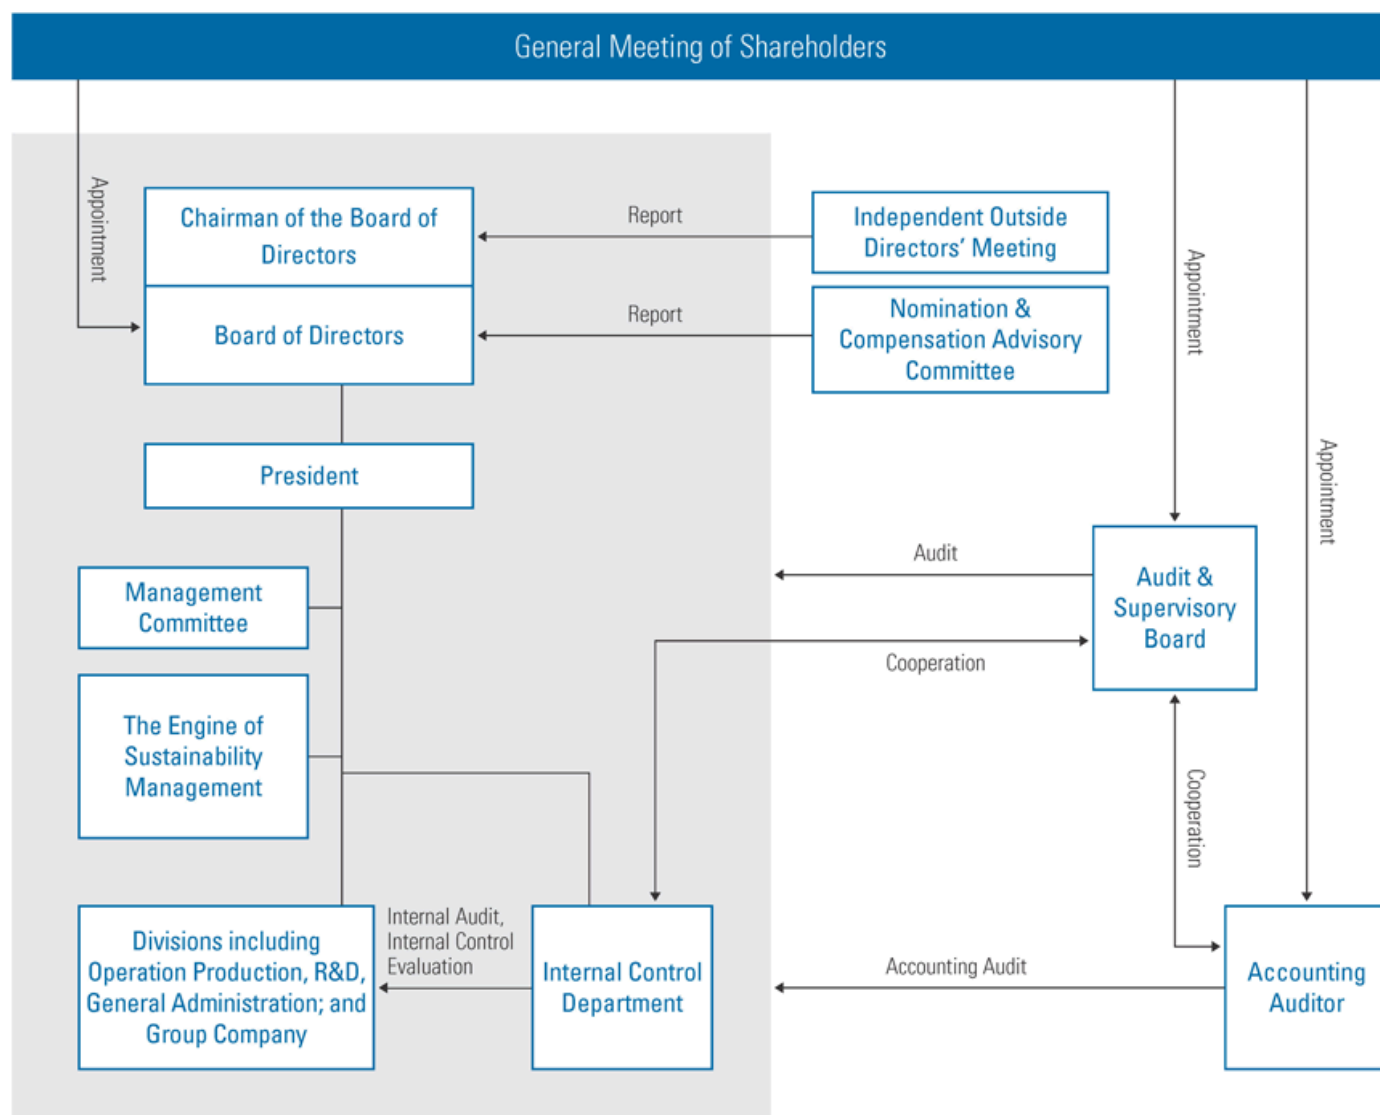 General Meeting of Shareholders
Appointment
Chairman of the Board of
Directors
Board of Directors
Report
Report
Independent Outside
Directors’ Meeting
Nomination &
Compensation Advisory
Committee
Appointment
Appointment
President
Management
Committee
The Engine of
Sustainability
Management
Audit
Cooperation
Audit &
Supervisory
Board
Cooperation
Divisions including
Operation Production, R&D,
General Administration; and
Group Company
Internal Audit,
Internal Control
Evaluation
Internal Control
Department
Accounting Audit
Accounting
Auditor